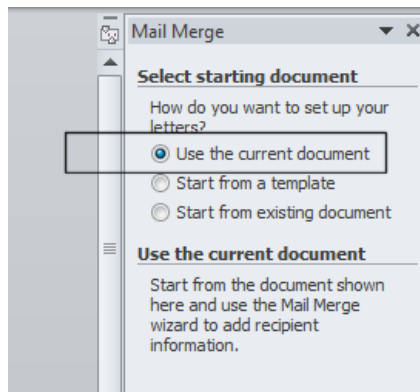 Mail Merge
Select starting document
How do you want to set up your
letters?
Use the current document
Start from a template
Start from existing document
Use the current document
Start from the document shown
here and use the Mail Merge
wizard to add recipient
information.